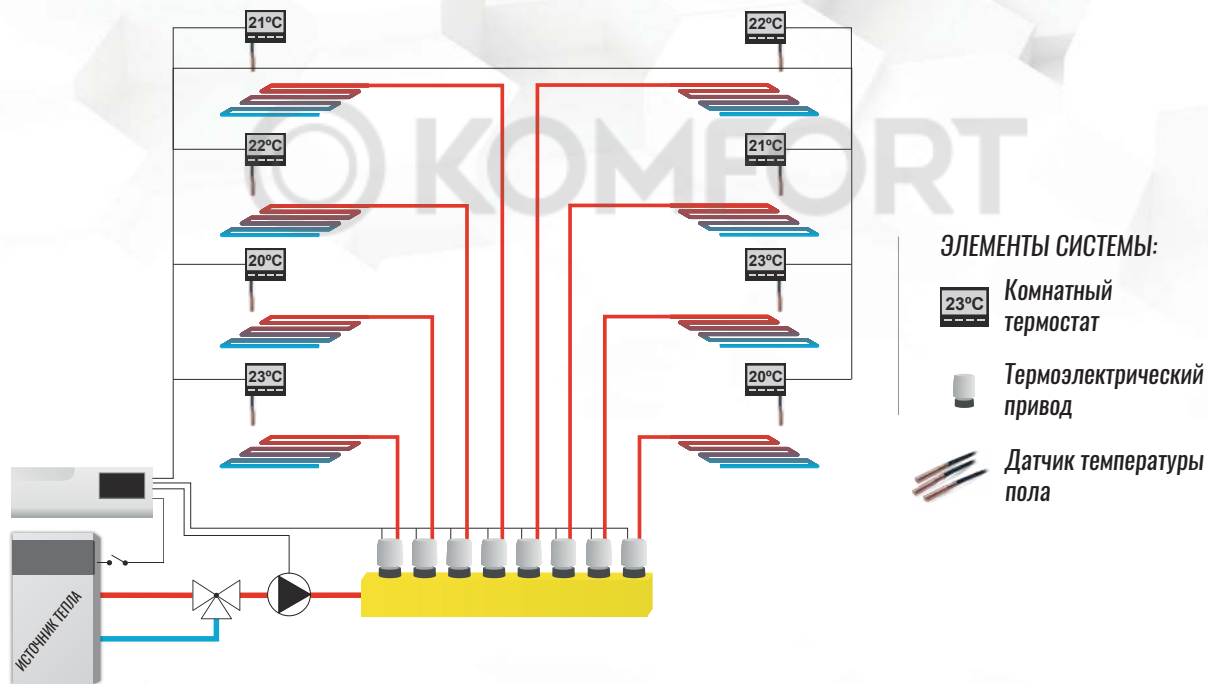 21ºC
22ºC
KOMFORT
22ºC
21ºC
20ºC
23ºC
23ºC
20ºC
ЭЛЕМЕНТЫ СИСТЕМЫ:
23ºC
Комнатный
термостат
Термоэлектрический
привод
Датчик температуры
пола
ИСТОЧНИК ТЕПЛА